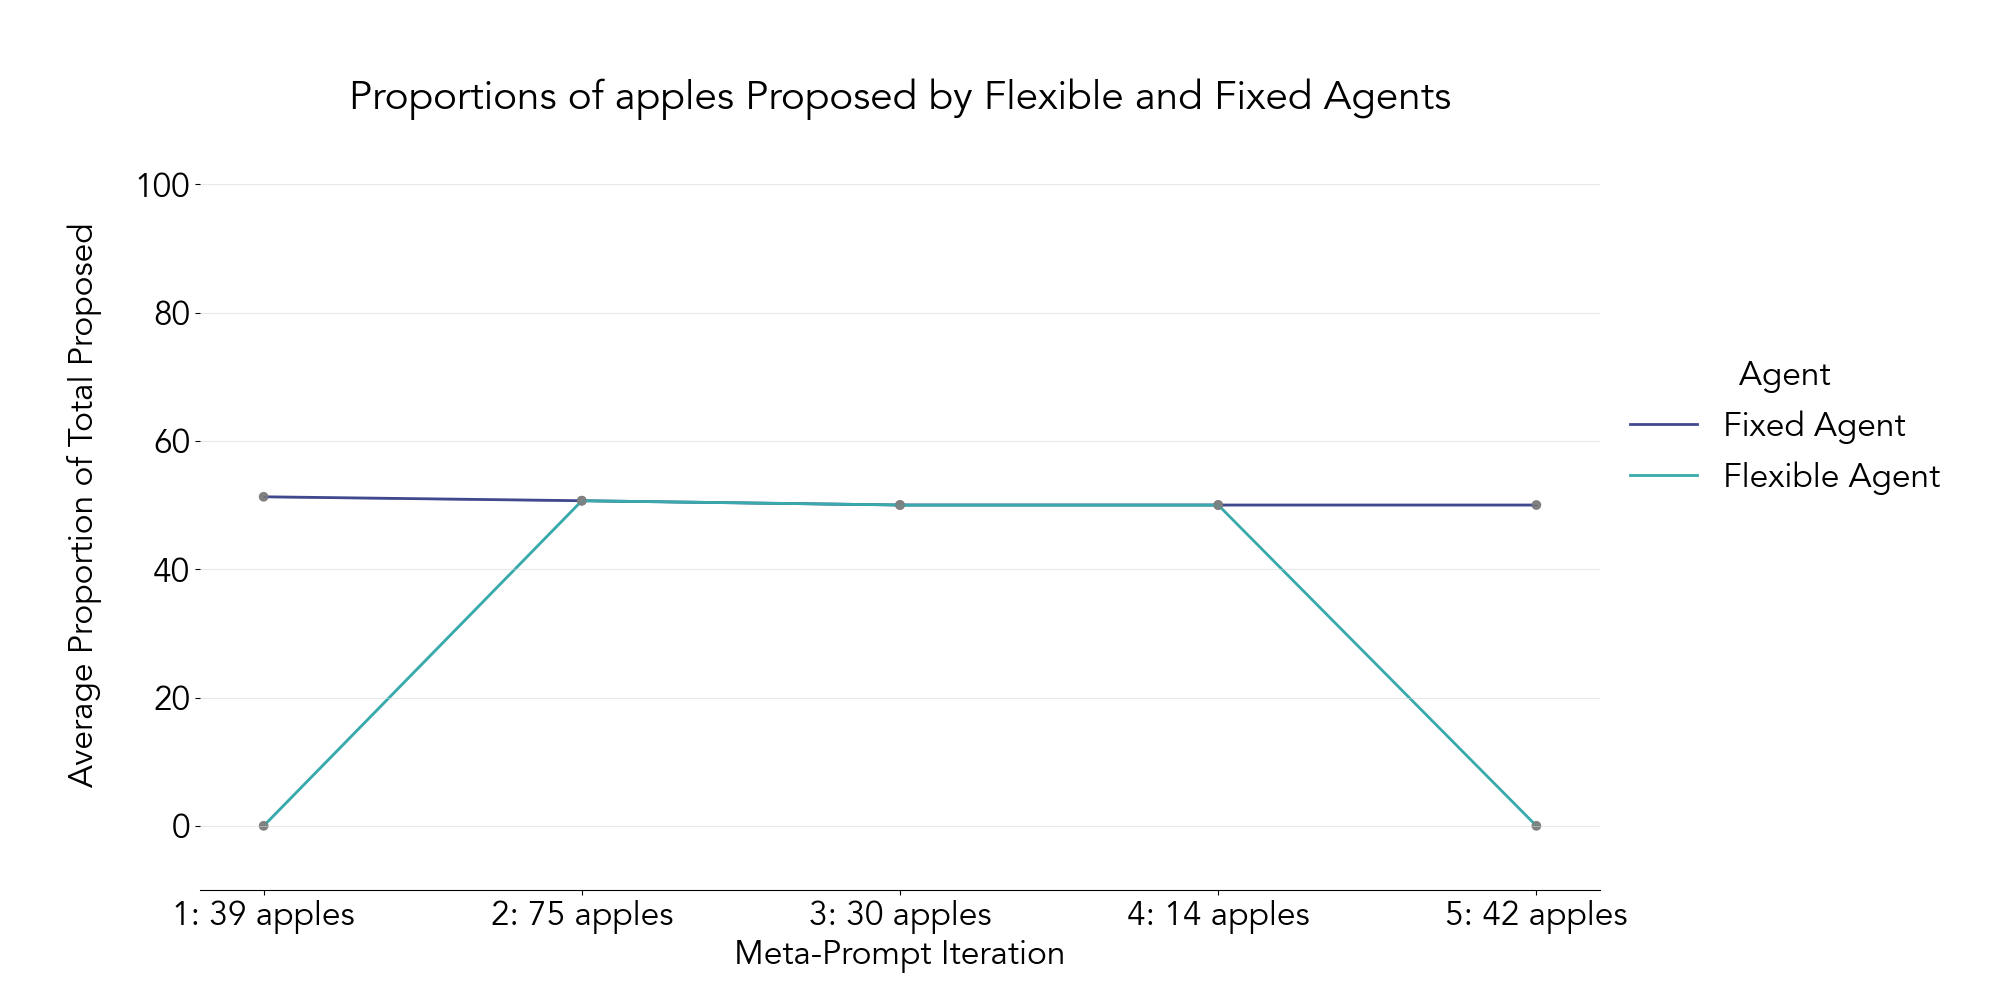 Proportions of apples Proposed by Flexible and Fixed Agents
Average Proportion of Total Proposed
100
80
60
40
20
0
1: 39 apples
2: 75 apples
3: 30 apples
4: 14 apples
5: 42 apples
Meta-Prompt Iteration
Agent
Fixed Agent
Flexible Agent